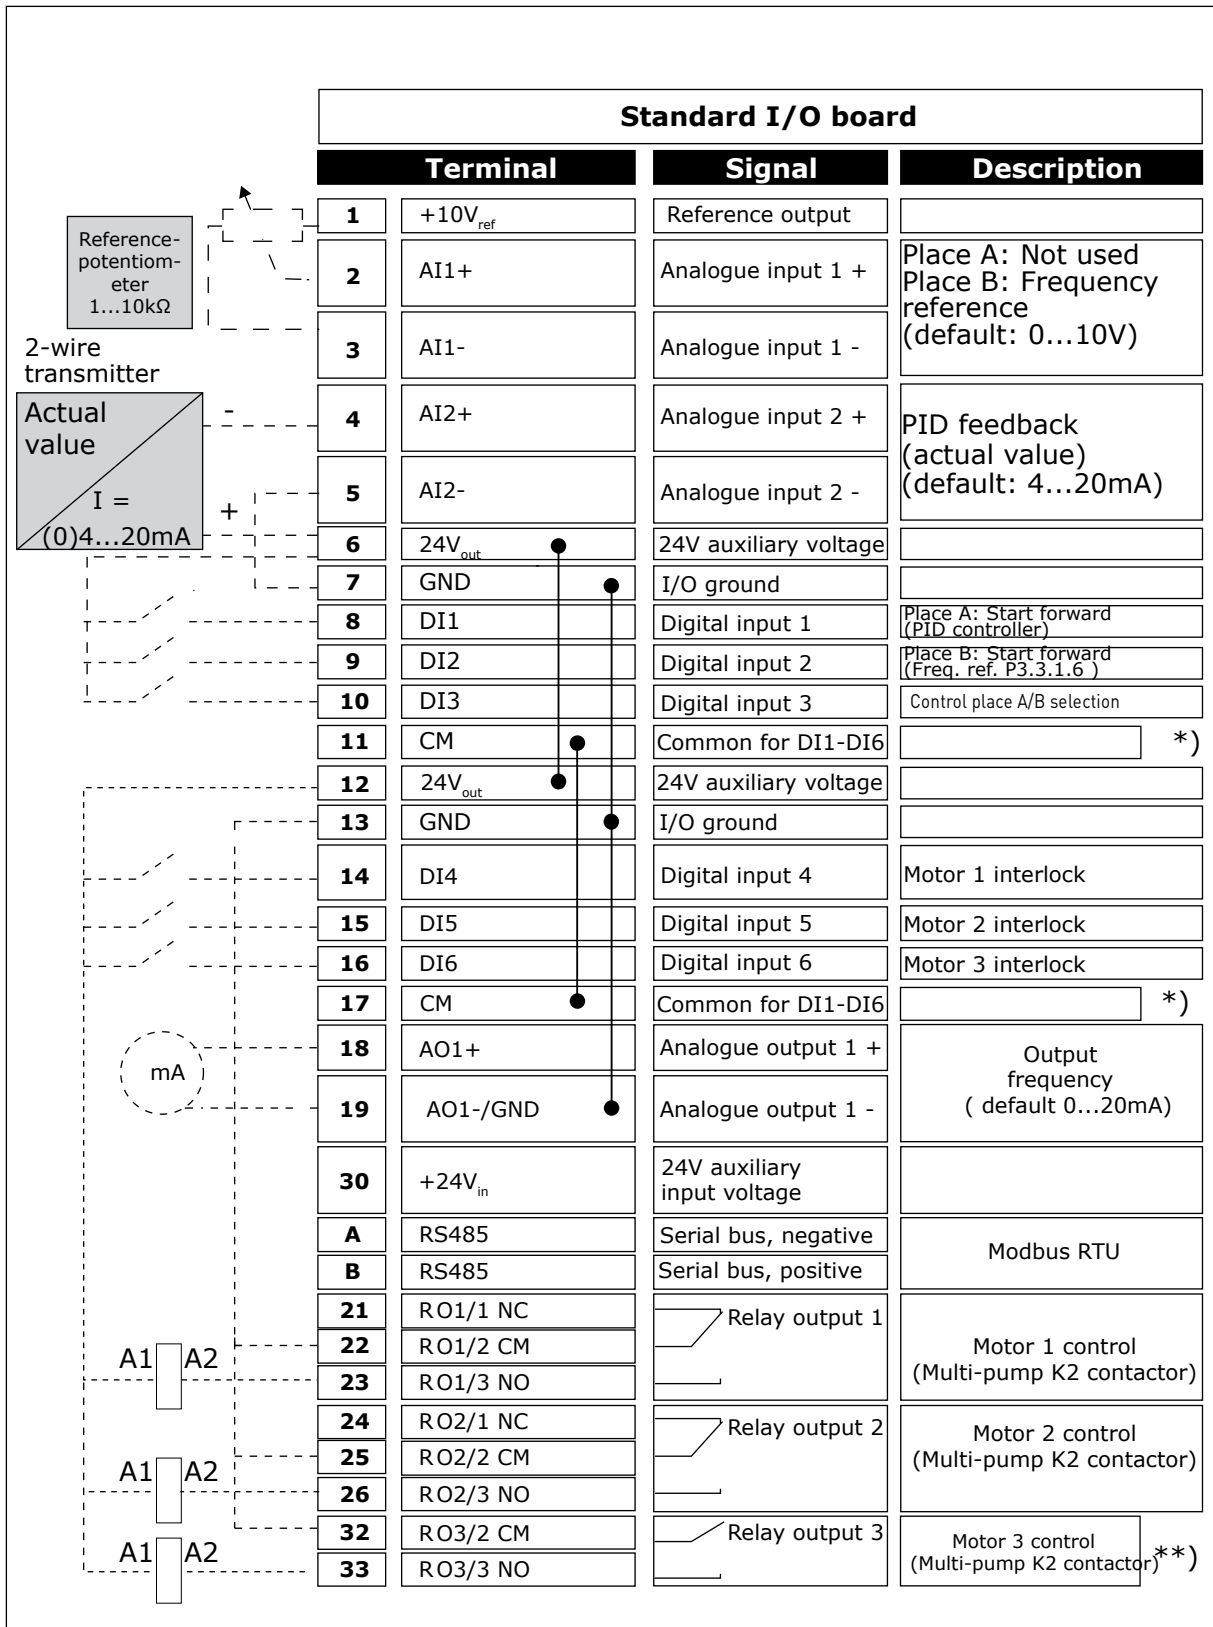 Standard I/O board
Terminal Signal Description
Reference-
potentiom-
eter
1...10kΩ
2-wire
transmitter
Actual
value
I =
(0)4...20mA
-
+
1 +10Vref Reference output
2 AI1+ Analogue input 1 +
Place A: Not used
Place B: Frequency
reference
(default: 0...10V)
3 AI1- Analogue input 1 -
4 AI2+ Analogue input 2 +
PID feedback
(actual value)
(default: 4...20mA)
5 AI2- Analogue input 2 -
6 24Vout 24V auxiliary voltage
7 GND I/O ground
8 DI1 Digital input 1
Place A: Start forward
(PID controller)
9 DI2 Digital input 2
Place B: Start forward
(Freq. ref. P3.3.1.6 )
10 DI3 Digital input 3 Control place A/B selection
11 CM Common for DI1-DI6 *)
12 24Vout 24V auxiliary voltage
13 GND I/O ground
14 DI4 Digital input 4 Motor 1 interlock
15 DI5 Digital input 5 Motor 2 interlock
16 DI6 Digital input 6 Motor 3 interlock
17 CM Common for DI1-DI6 *)
mA
18 AO1+ Analogue output 1 +
Output
frequency
( default 0...20mA)
19 AO1-/GND Analogue output 1 -
30 +24Vin 24V auxiliary
input voltage
A RS485 Serial bus, negative
Modbus RTU
B RS485 Serial bus, positive
21 RO1/1 NC Relay output 1
22 RO1/2 CM
Motor 1 control
(Multi-pump K2 contactor)
A1 A2
23 RO1/3 NO
24 RO2/1 NC Relay output 2
Motor 2 control
(Multi-pump K2 contactor)
25 RO2/2 CM
A1 A2
26 RO2/3 NO
32 RO3/2 CM Relay output 3
Motor 3 control
(Multi-pump K2 contactor) **)
A1 A2
33 RO3/3 NO